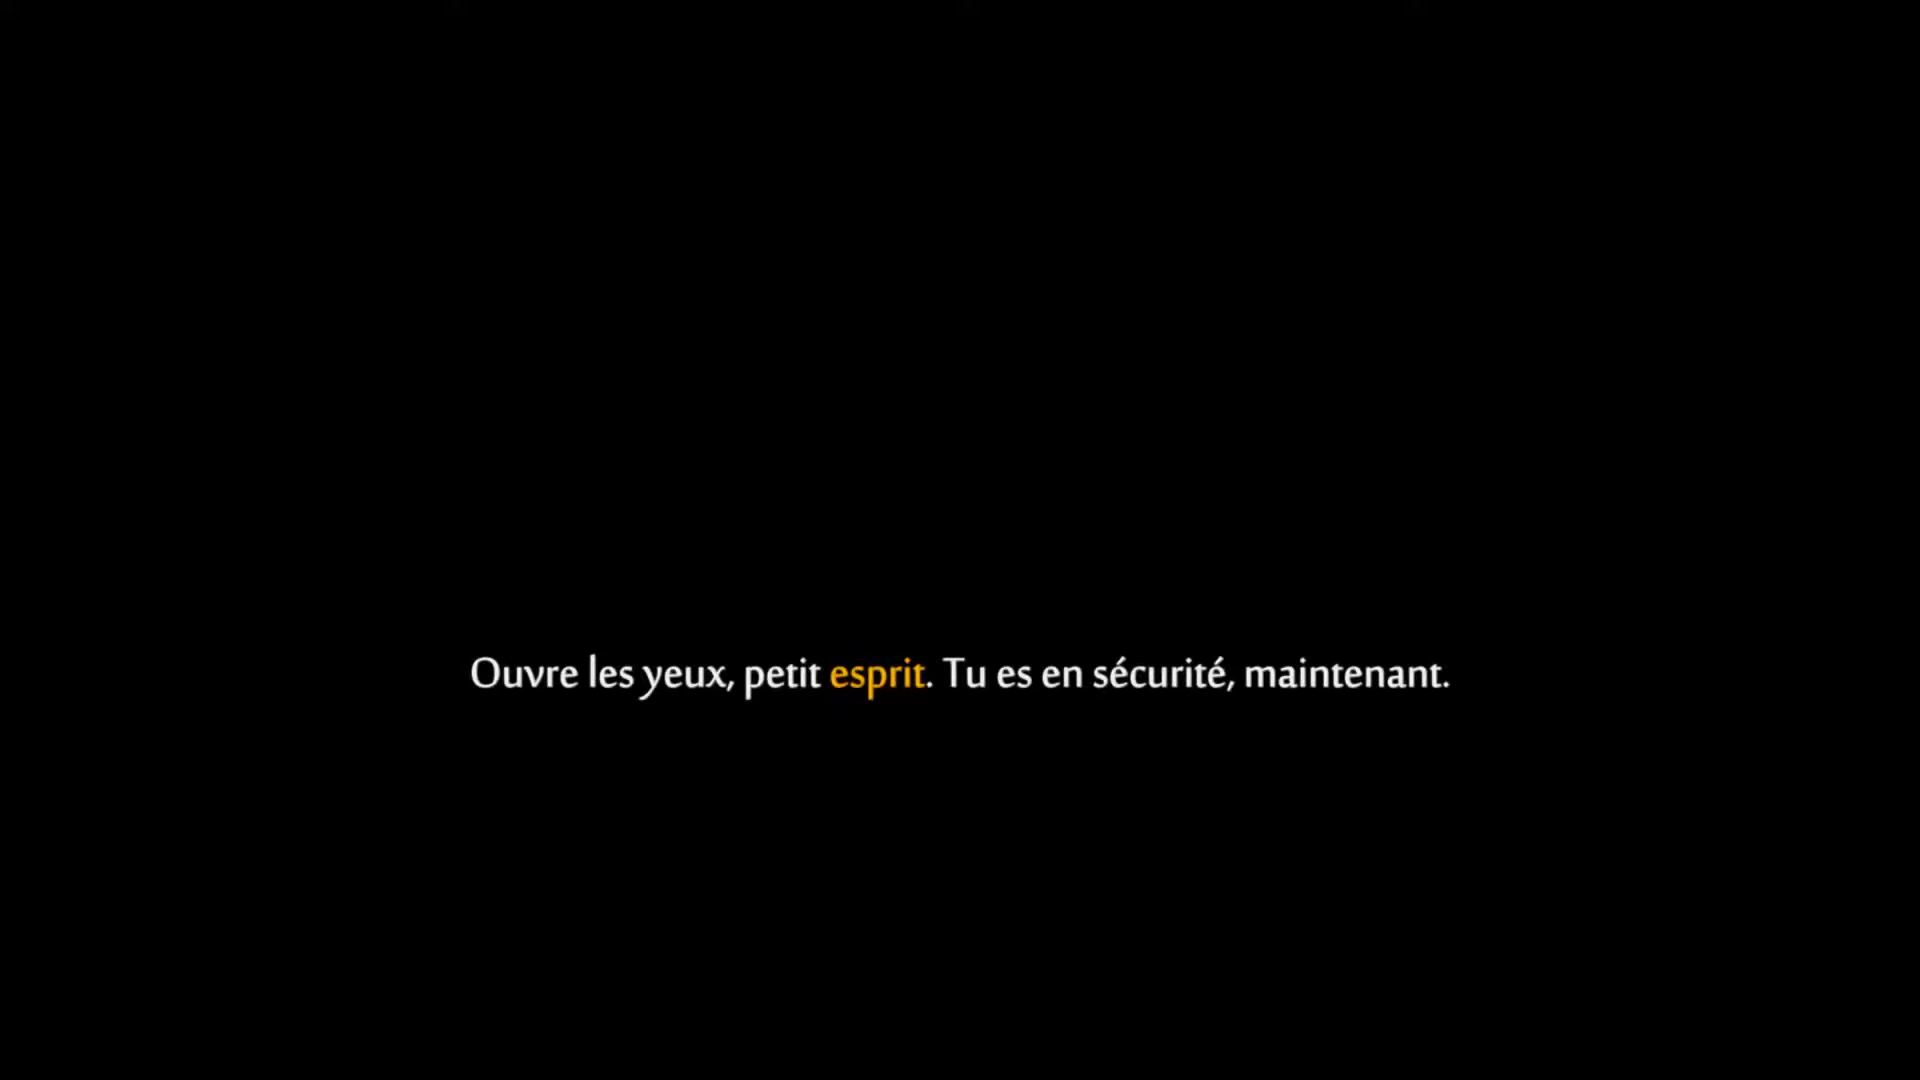 Ouvre les yeux, petit esprit. Tu es en sécurité, maintenant.